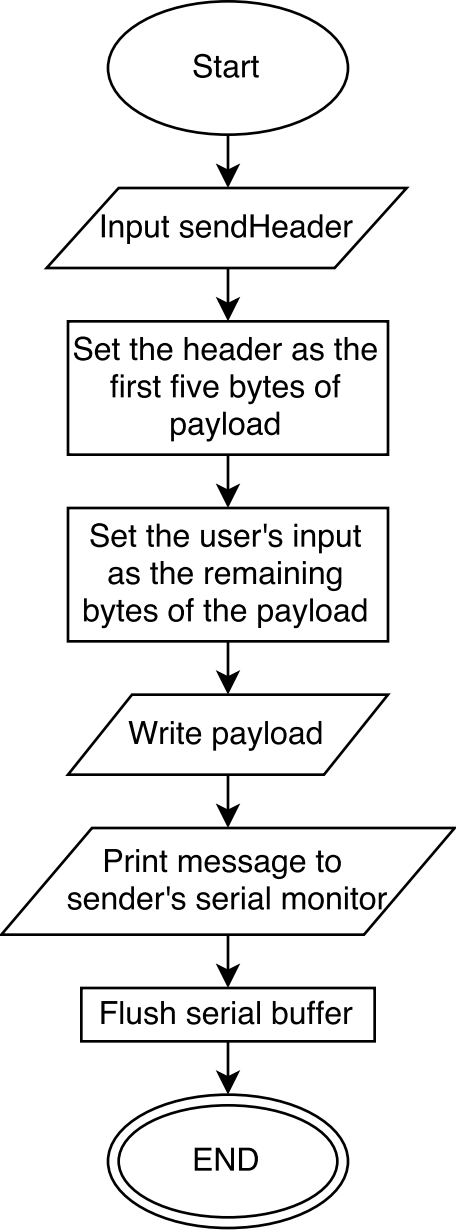 Start
Input sendHeader
Set the header as the
first five bytes of
payload
Set the user's input
as the remaining
bytes of the payload
Write payload
Print message to
sender's serial monitor
Flush serial buffer
END